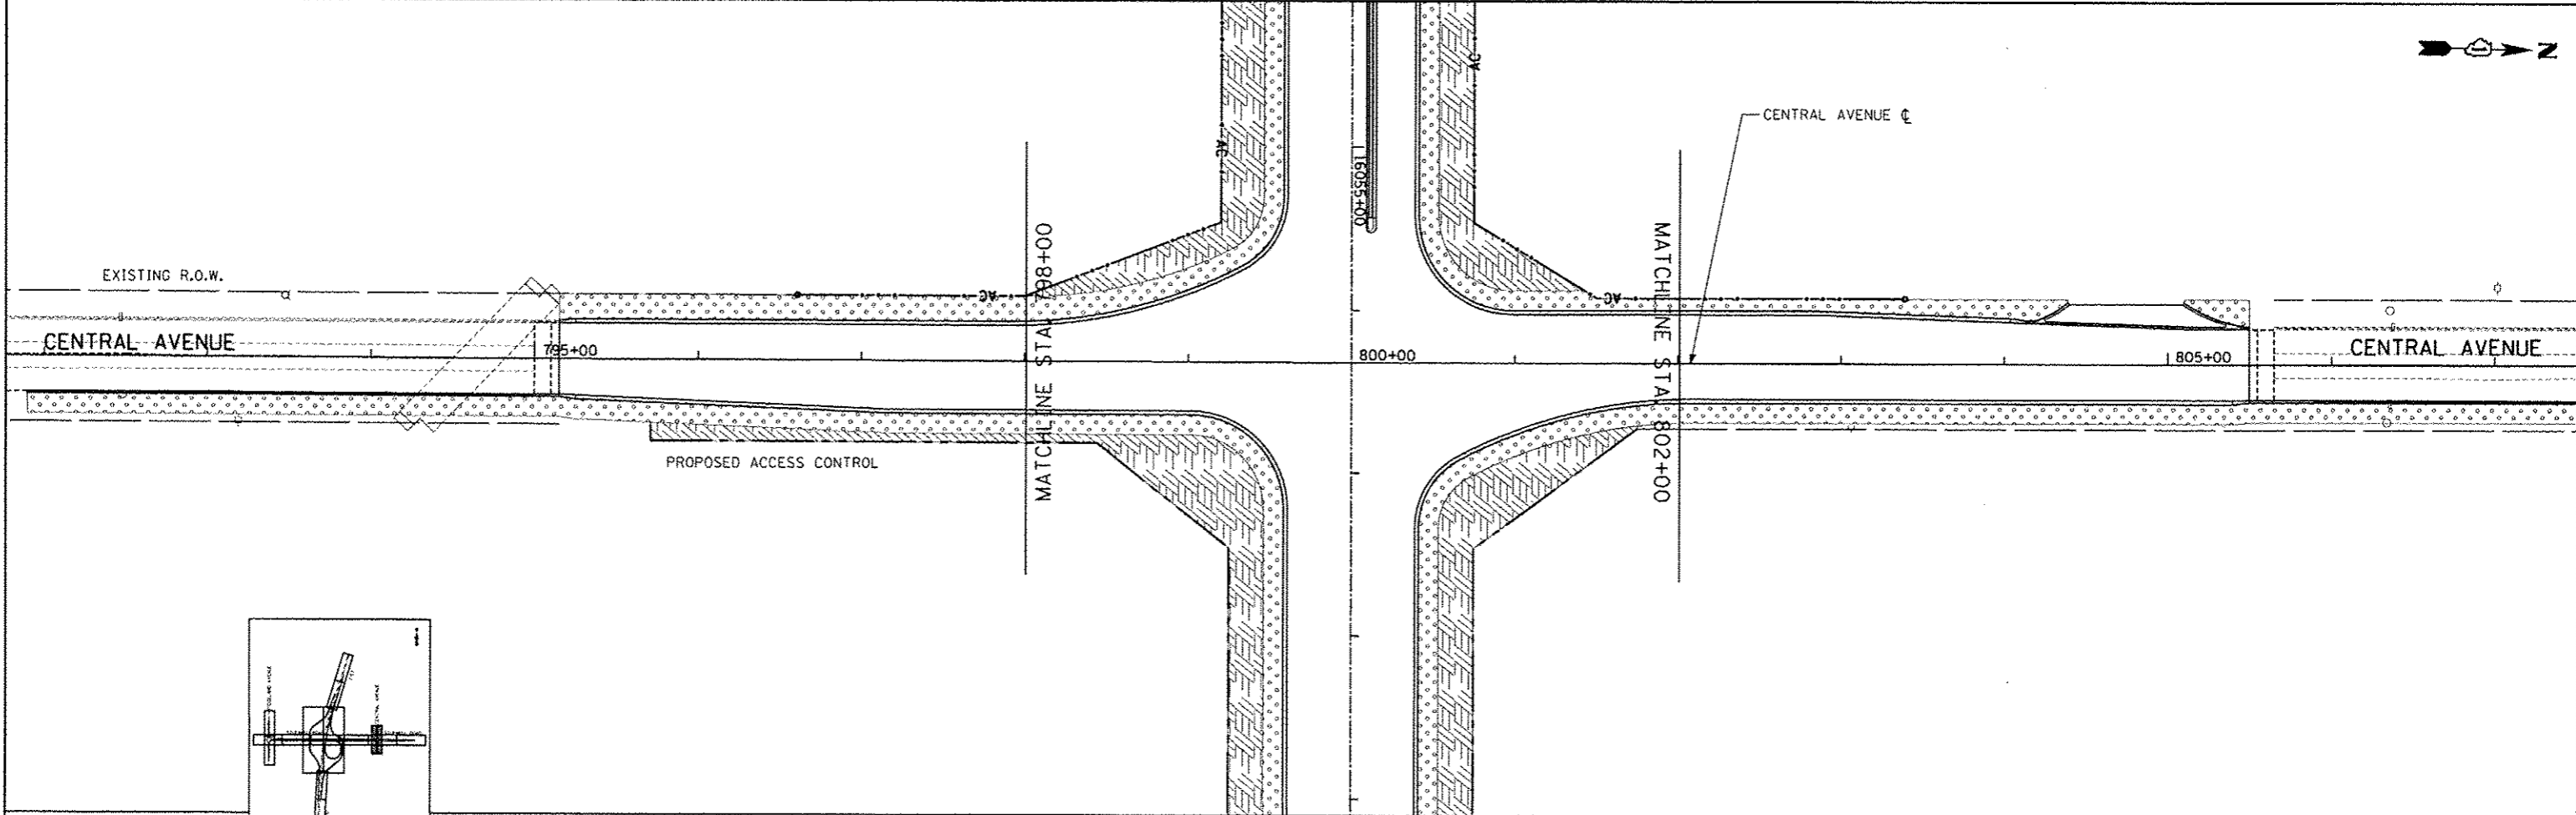 N
AC
CENTRAL AVENUE ℄
AC
16055+00
MATCHLINE STA. 798+00
MATCHLINE STA. 802+00
EXISTING R.O.W.
AC
AC
CENTRAL AVENUE
795+00
800+00
805+00
CENTRAL AVENUE
PROPOSED ACCESS CONTROL